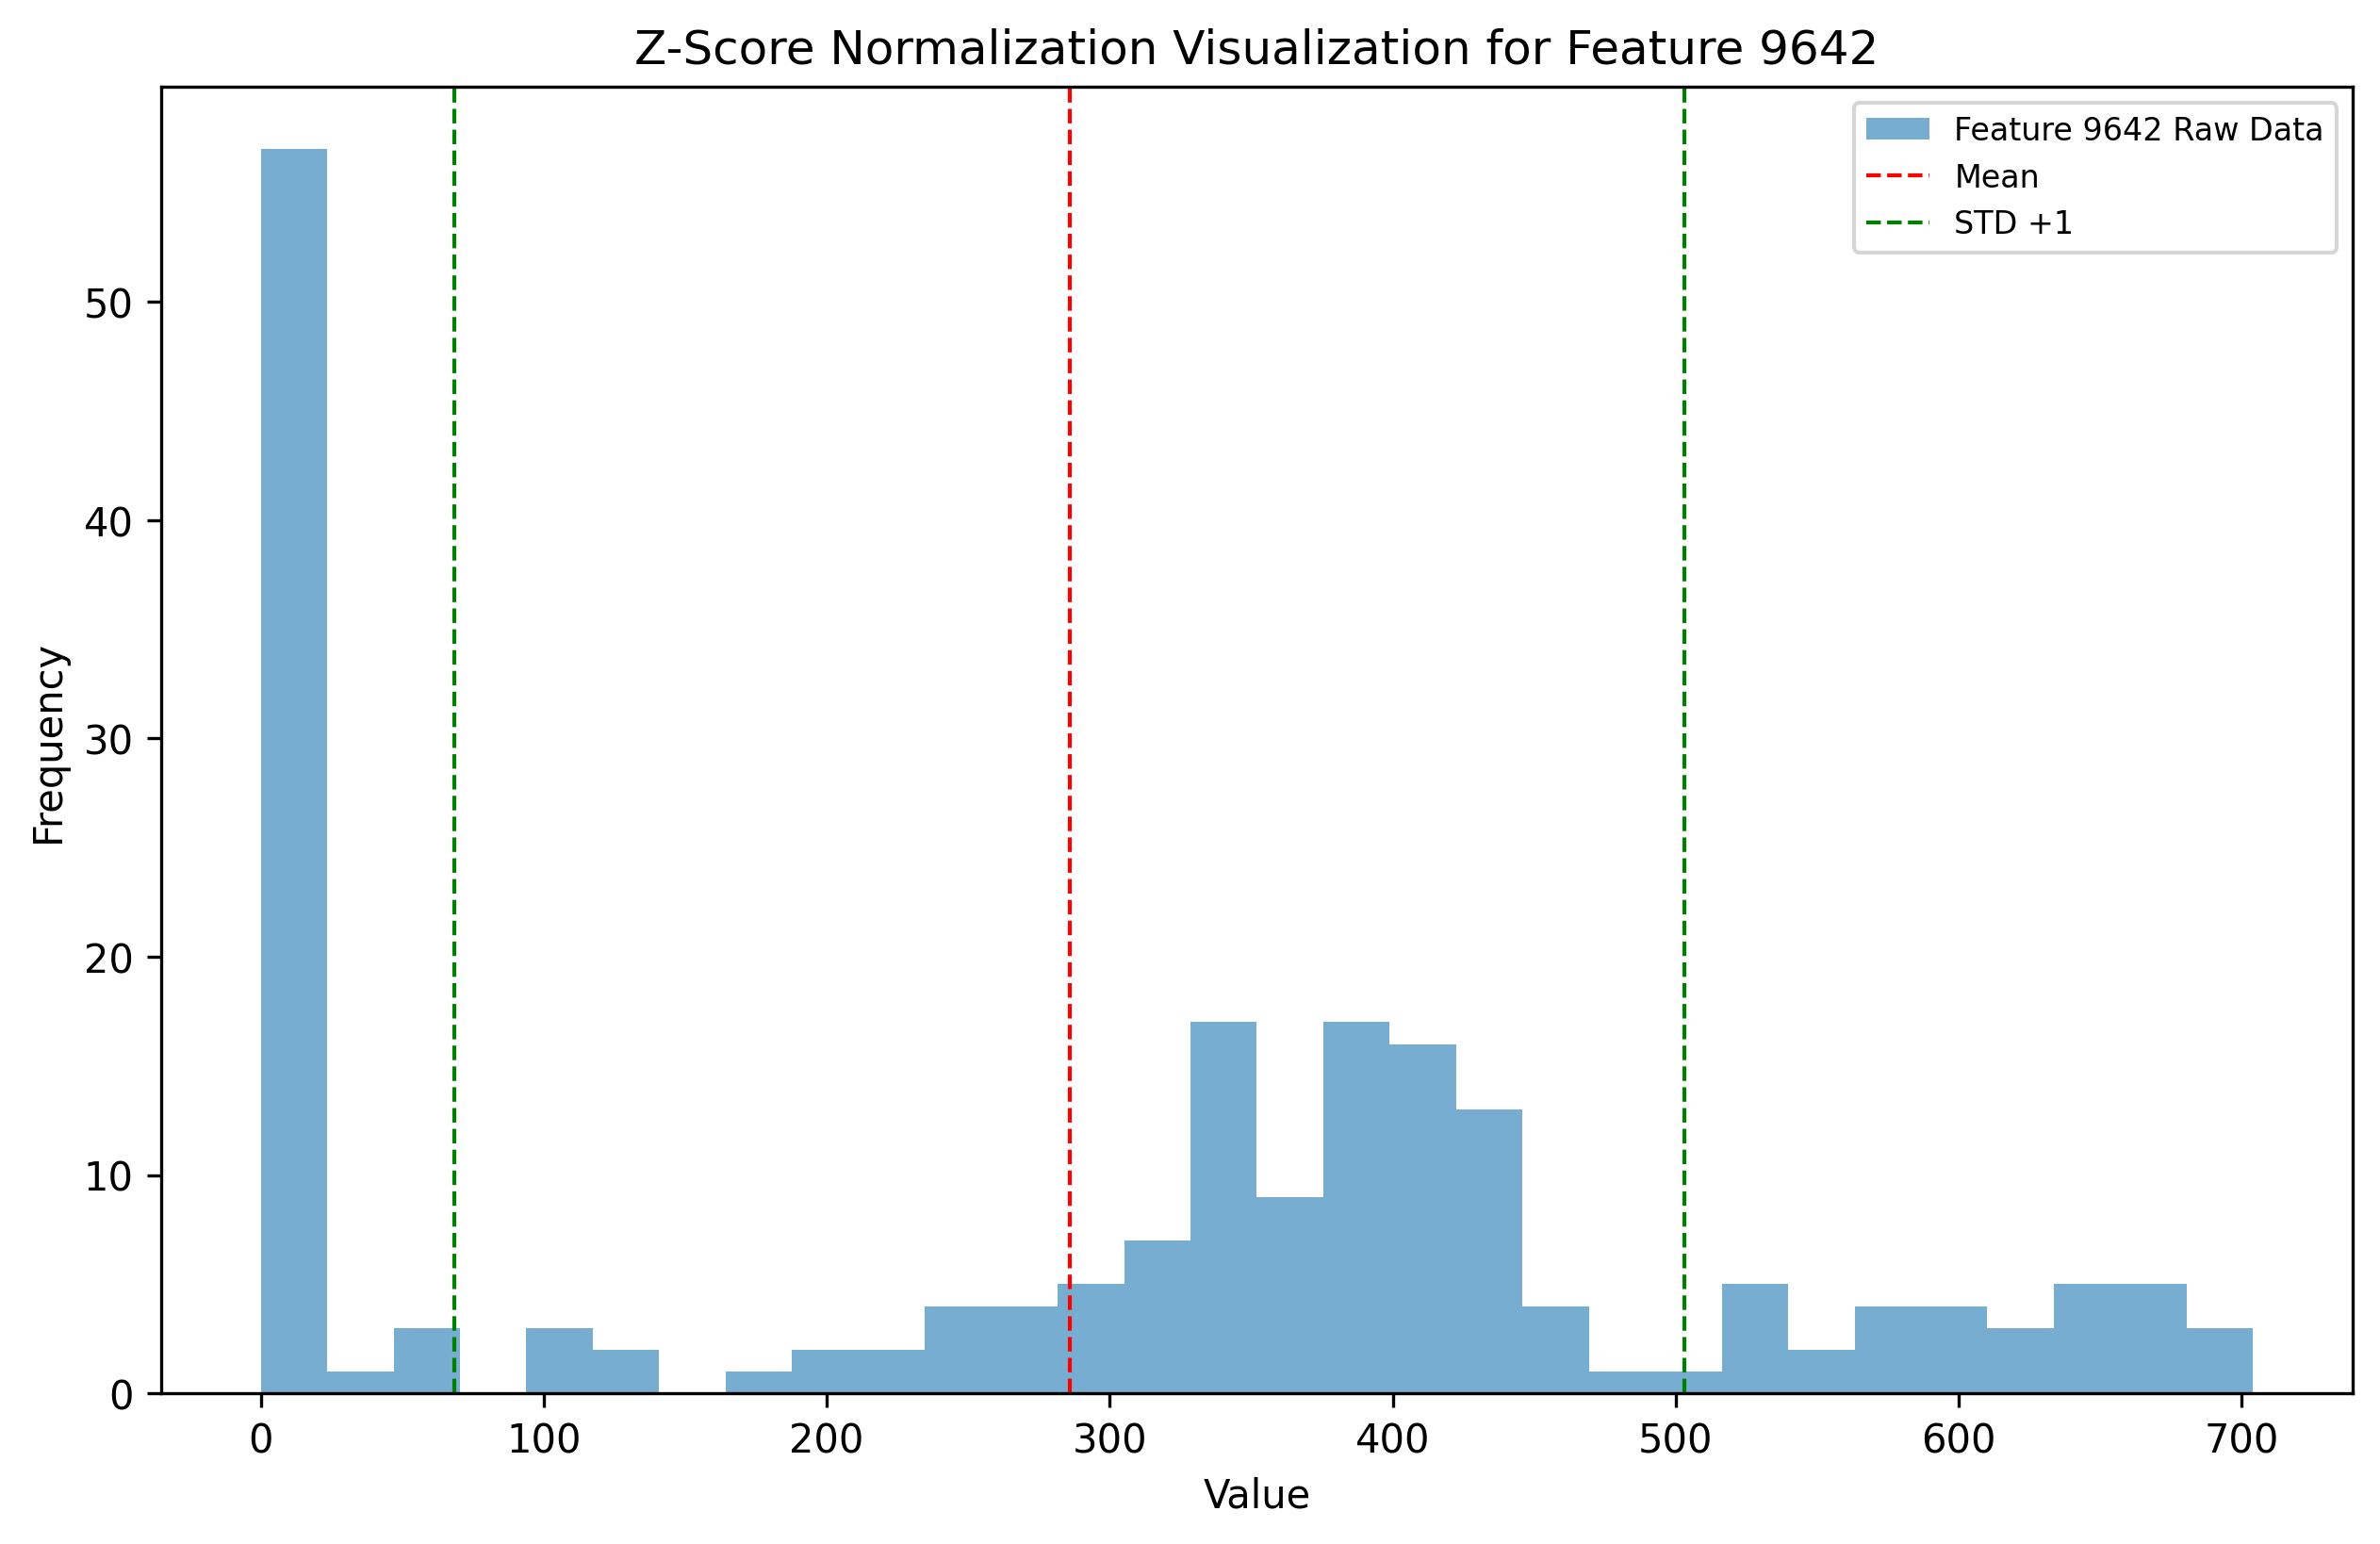 Z-Score Normalization Visualization for Feature 9642
Feature 9642 Raw Data
Mean
STD +1
Frequency
50
40
30
20
10
0
0 100 200 300 400 500 600 700
Value